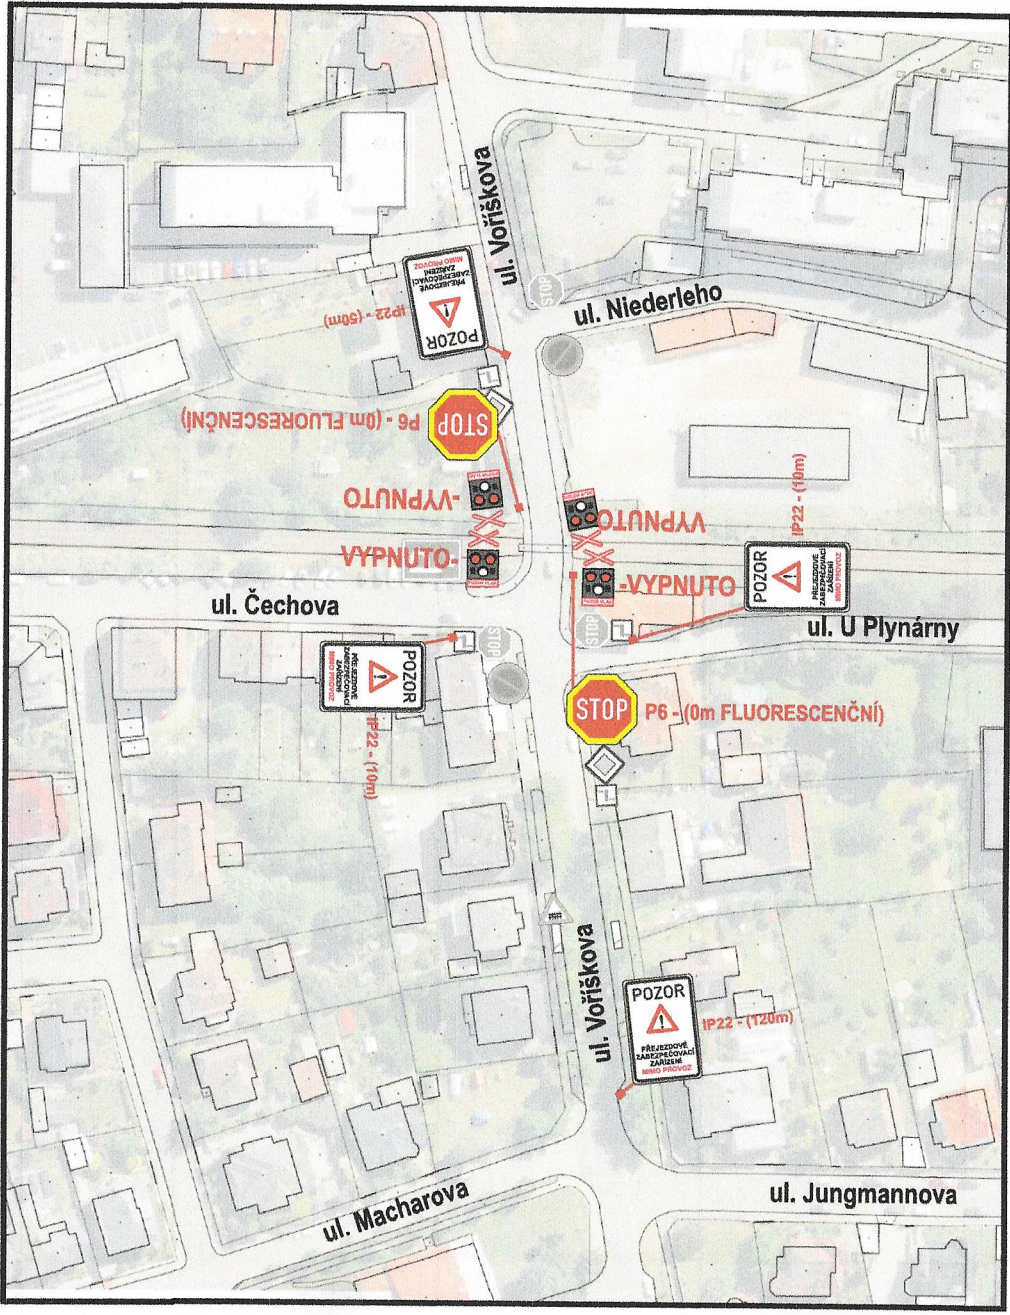 ul. Voříškova
POZOR
PŘEJEZDOVÉ
ZABEZPEČOVACÍ
ZAŘÍZENÍ
MIMO PROVOZ
IP22 - (50m)
STOP
ul. Niederleho
STOP
P6 - (0m FLUORESCENČNÍ)
-VYPNUTO
VYPNUTO
-VYPNUTO
-VYPNUTO
IP22 - (10m)
POZOR
PŘEJEZDOVÉ
ZABEZPEČOVACÍ
ZAŘÍZENÍ
MIMO PROVOZ
ul. Čechova
ul. U Plynárny
STOP
STOP
POZOR
PŘEJEZDOVÉ
ZABEZPEČOVACÍ
ZAŘÍZENÍ
MIMO PROVOZ
IP22 - (10m)
STOP
P6 - (0m FLUORESCENČNÍ)
ul. Voříškova
POZOR
PŘEJEZDOVÉ
ZABEZPEČOVACÍ
ZAŘÍZENÍ
MIMO PROVOZ
IP22 - (120m)
ul. Macharova
ul. Jungmannova